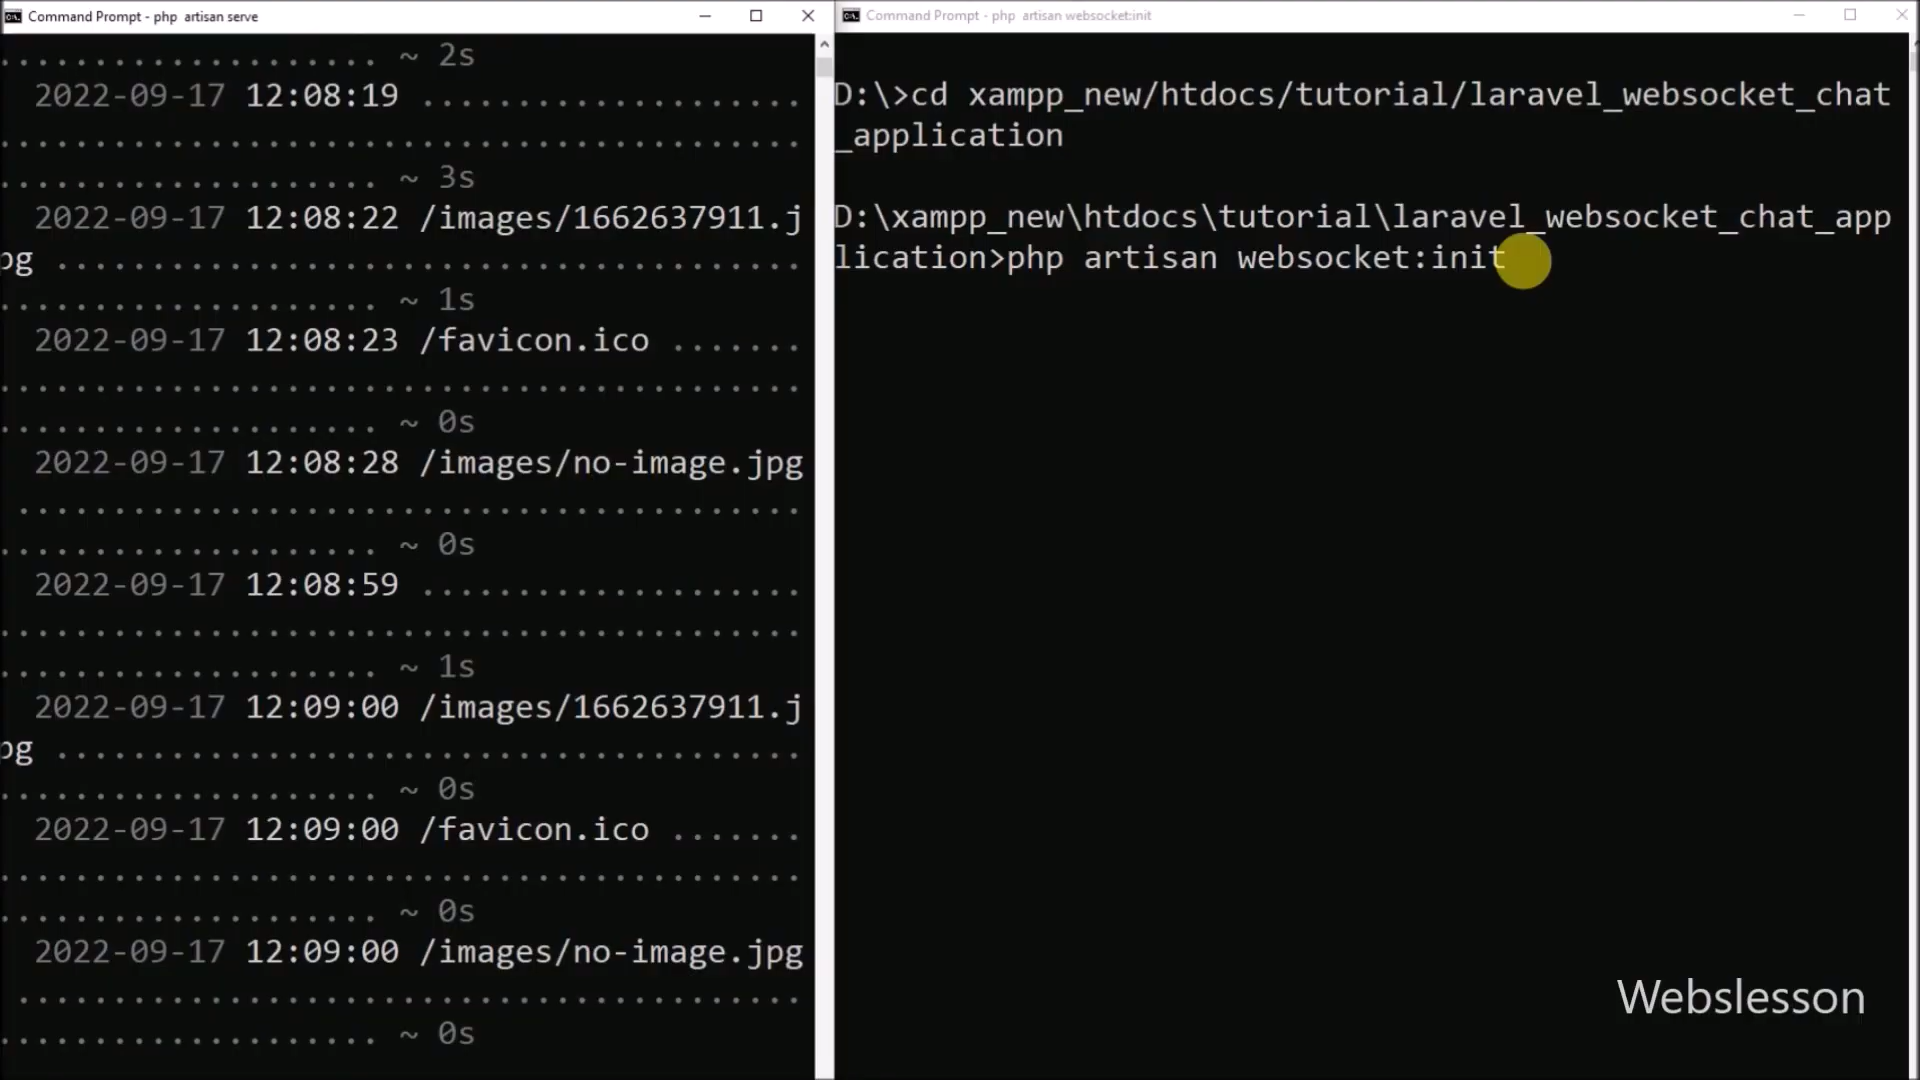 Command Prompt - php artisan serve
.................... ~ 2s
2022-09-17 12:08:19 ....................
..........................................
.................... ~ 3s
2022-09-17 12:08:22 /images/1662637911.j
pg .......................................
.................... ~ 1s
2022-09-17 12:08:23 /favicon.ico .......
..........................................
.................... ~ 0s
2022-09-17 12:08:28 /images/no-image.jpg
.........................................
.................... ~ 0s
2022-09-17 12:08:59 ....................
..........................................
.................... ~ 1s
2022-09-17 12:09:00 /images/1662637911.j
pg .......................................
.................... ~ 0s
2022-09-17 12:09:00 /favicon.ico .......
..........................................
.................... ~ 0s
2022-09-17 12:09:00 /images/no-image.jpg
.........................................
.................... ~ 0s
Command Prompt - php artisan websocket:init
D:\>cd xampp_new/htdocs/tutorial/laravel_websocket_chat
_application
D:\xampp_new\htdocs\tutorial\laravel_websocket_chat_app
lication>php artisan websocket:init
Webslesson